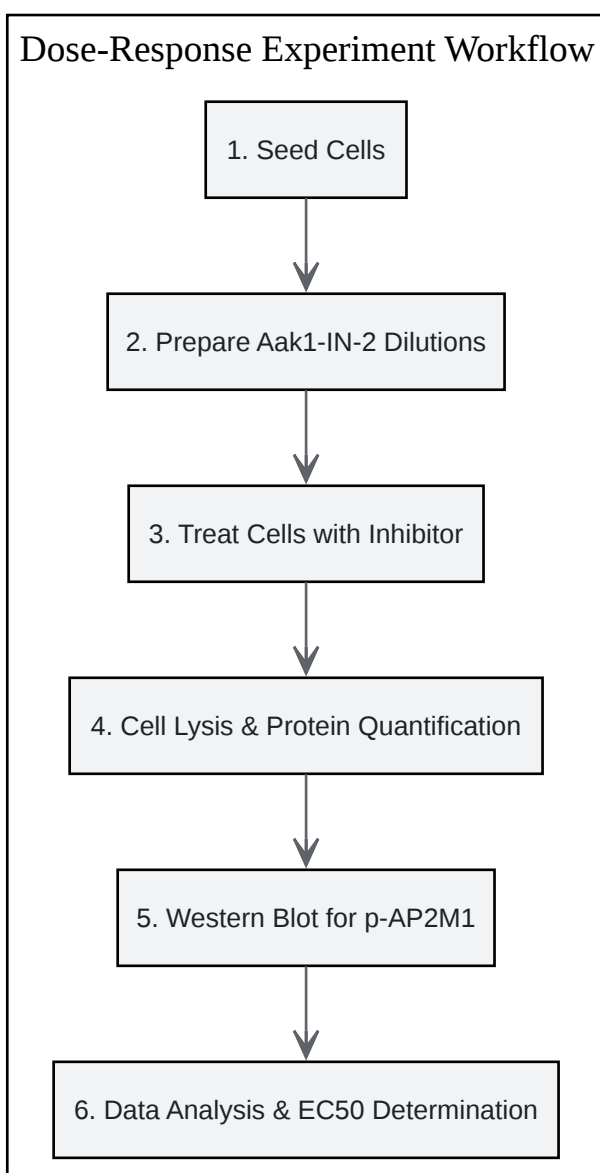 Dose-Response Experiment Workflow
1. Seed Cells
2. Prepare Aak1-IN-2 Dilutions
3. Treat Cells with Inhibitor
4. Cell Lysis & Protein Quantification
5. Western Blot for p-AP2M1
6. Data Analysis & EC50 Determination